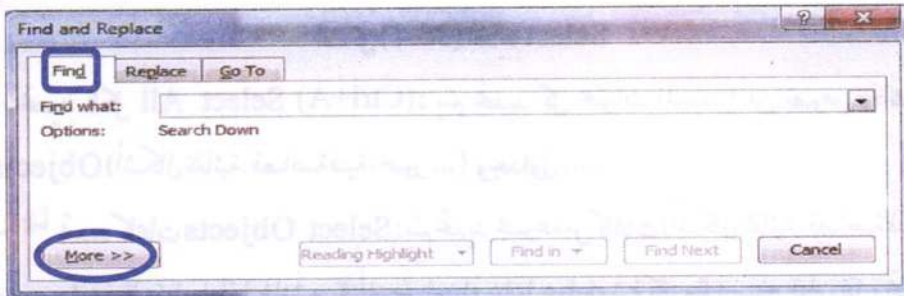 Find and Replace
Find Replace Go To
Find what:
Options: Search Down
More >> Reading Highlight Find in Find Next Cancel